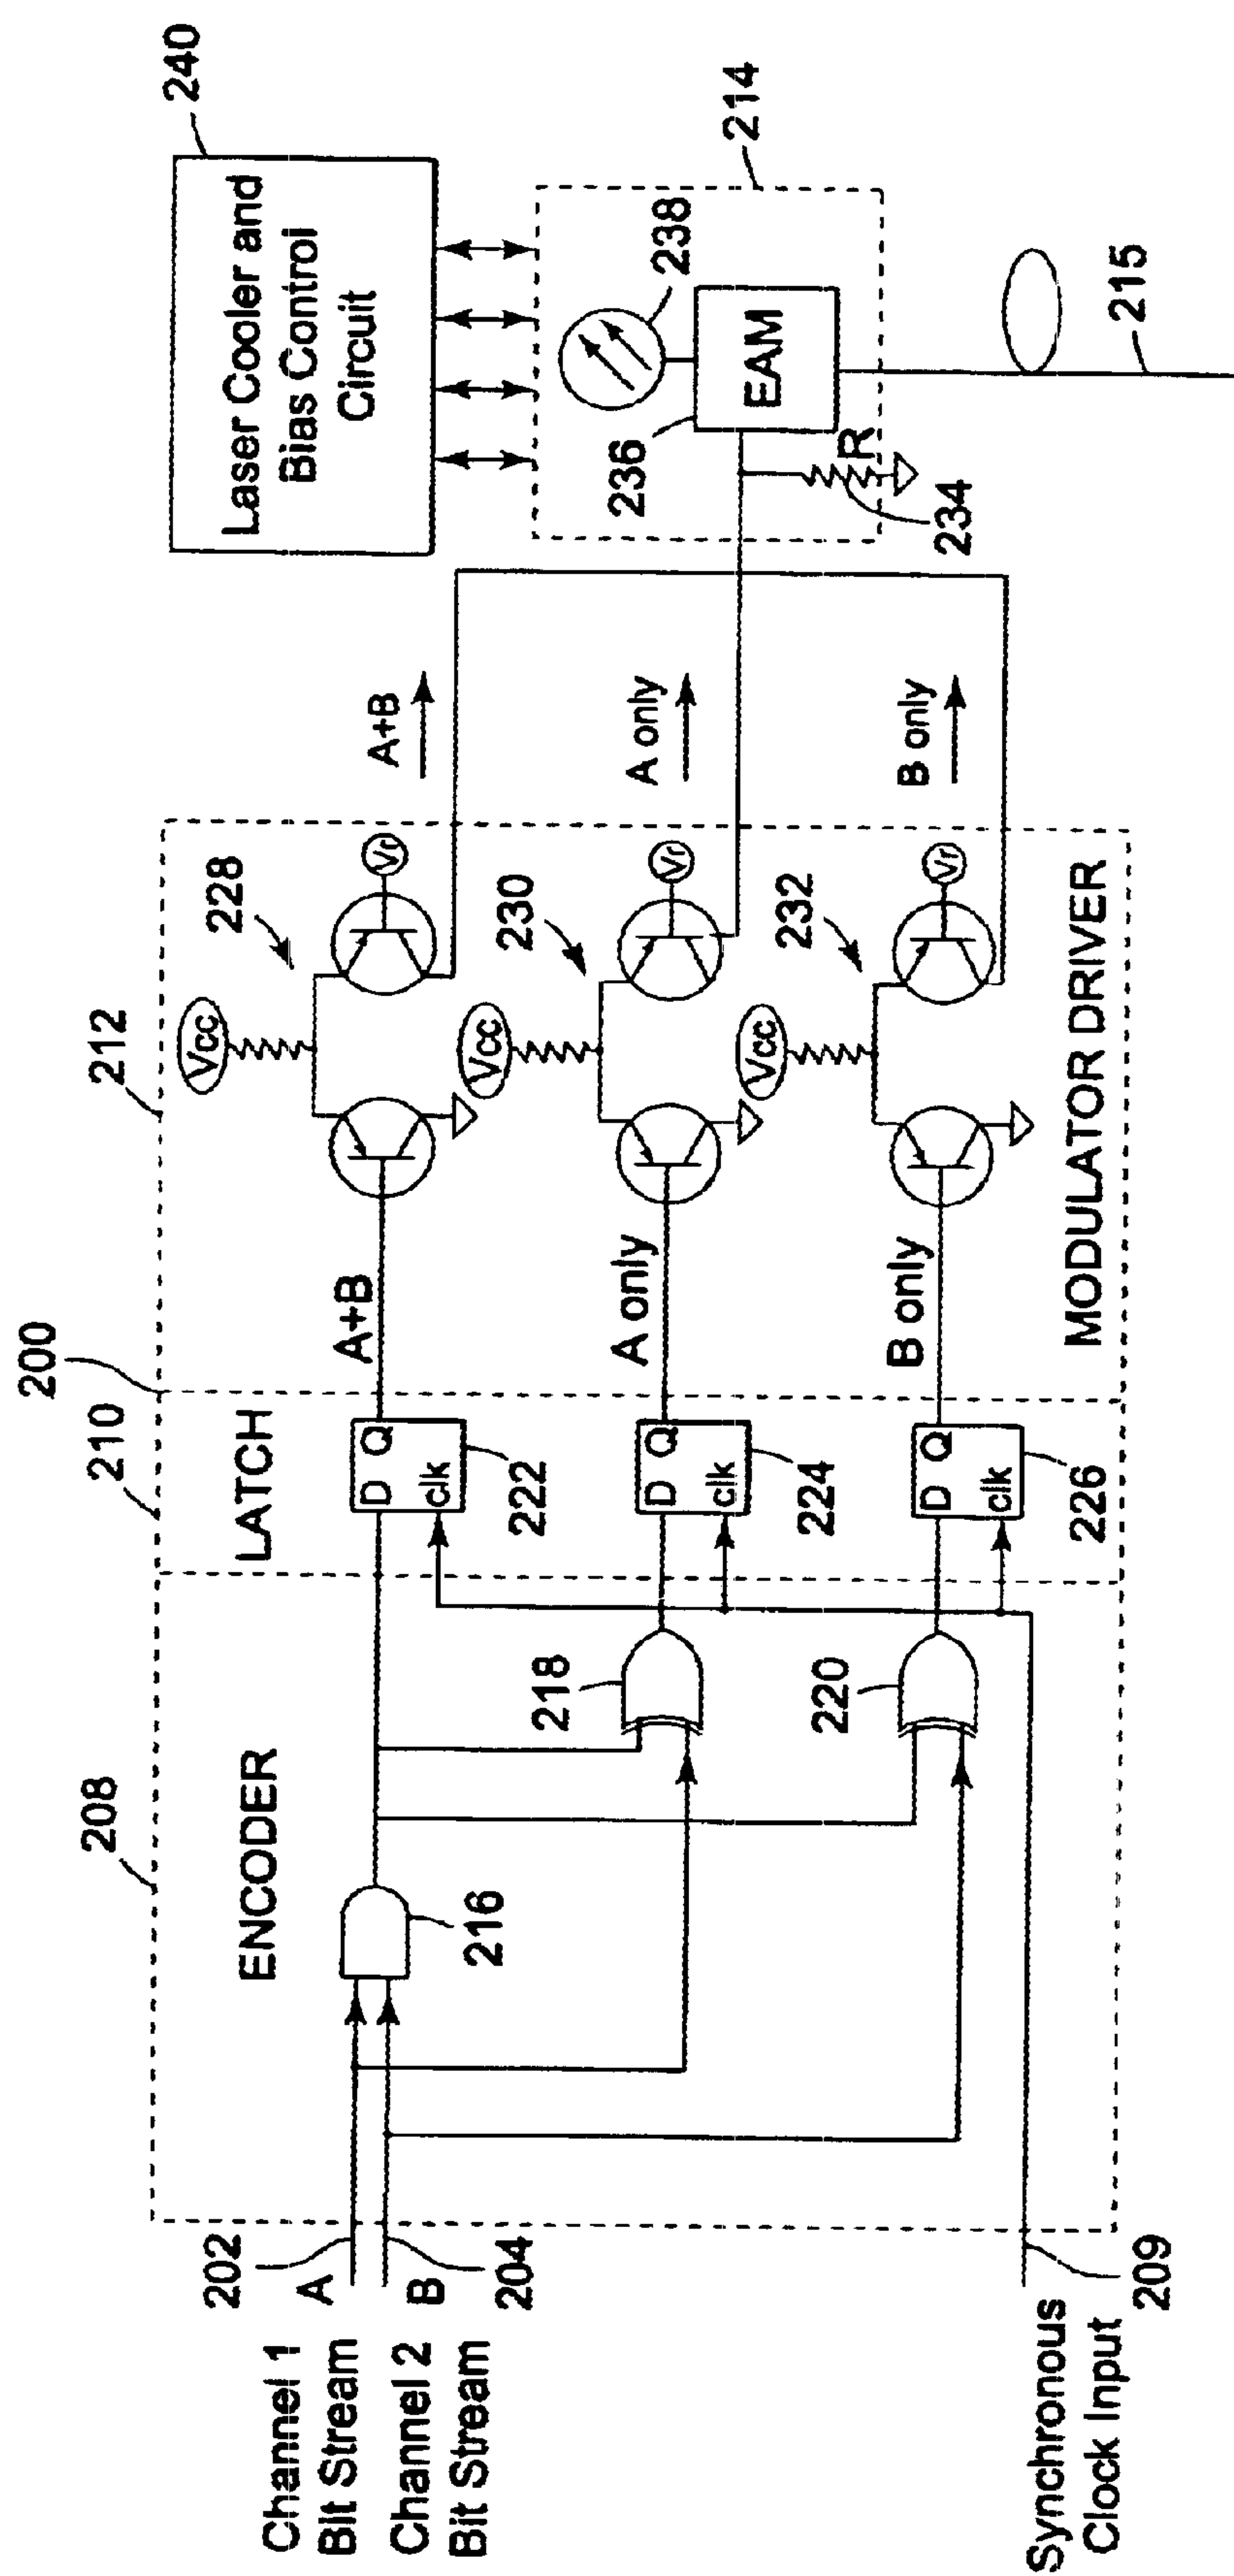 200
208
210
212
ENCODER
LATCH
MODULATOR DRIVER
Channel 1
Bit Stream
202
A
Channel 2
Bit Stream
B
204
Synchronous
Clock Input
209
216
218
220
D Q
clk
222
D Q
clk
224
D Q
clk
226
A+B
A only
B only
Vcc
228
Vr
Vcc
230
Vr
Vcc
232
Vr
A+B
A only
B only
Laser Cooler and
Bias Control
Circuit
240
214
236
238
EAM
R
234
215